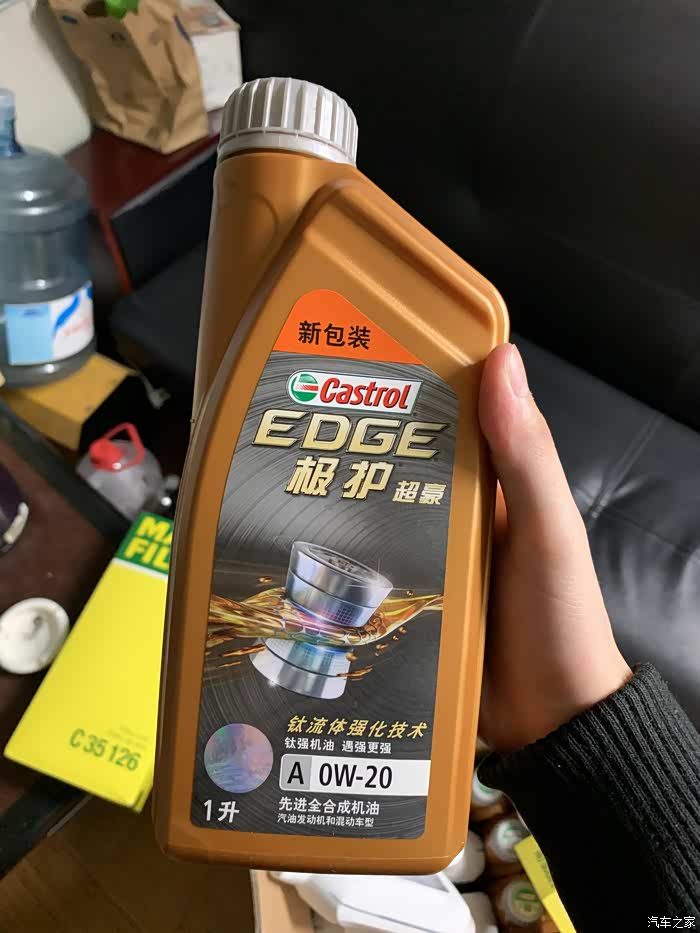 新包装
Castrol
EDGE
极护 超豪
钛流体强化技术
钛强机油 遇强更强
A 0W-20
先进全合成机油
汽油发动机和混动车型
1升
C 35 126
汽车之家